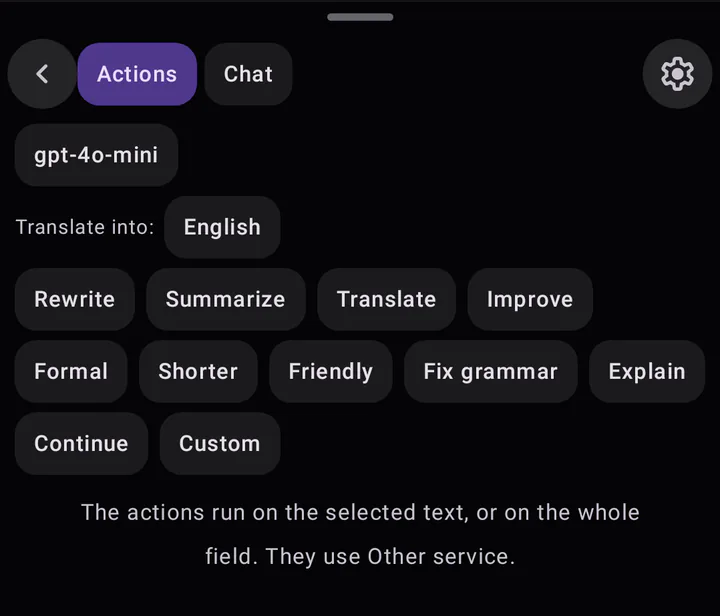 Actions Chat
gpt-4o-mini
Translate into: English
Rewrite Summarize Translate Improve
Formal Shorter Friendly Fix grammar Explain
Continue Custom
The actions run on the selected text, or on the whole
field. They use Other service.